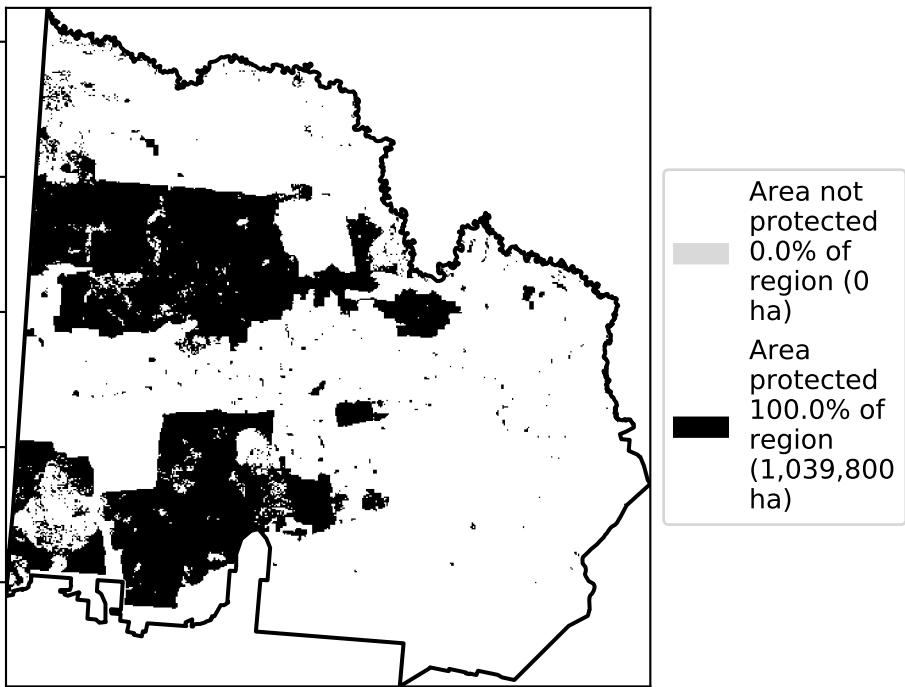 Area not
protected
0.0% of
region (0
ha)
Area
protected
100.0% of
region
(1,039,800
ha)